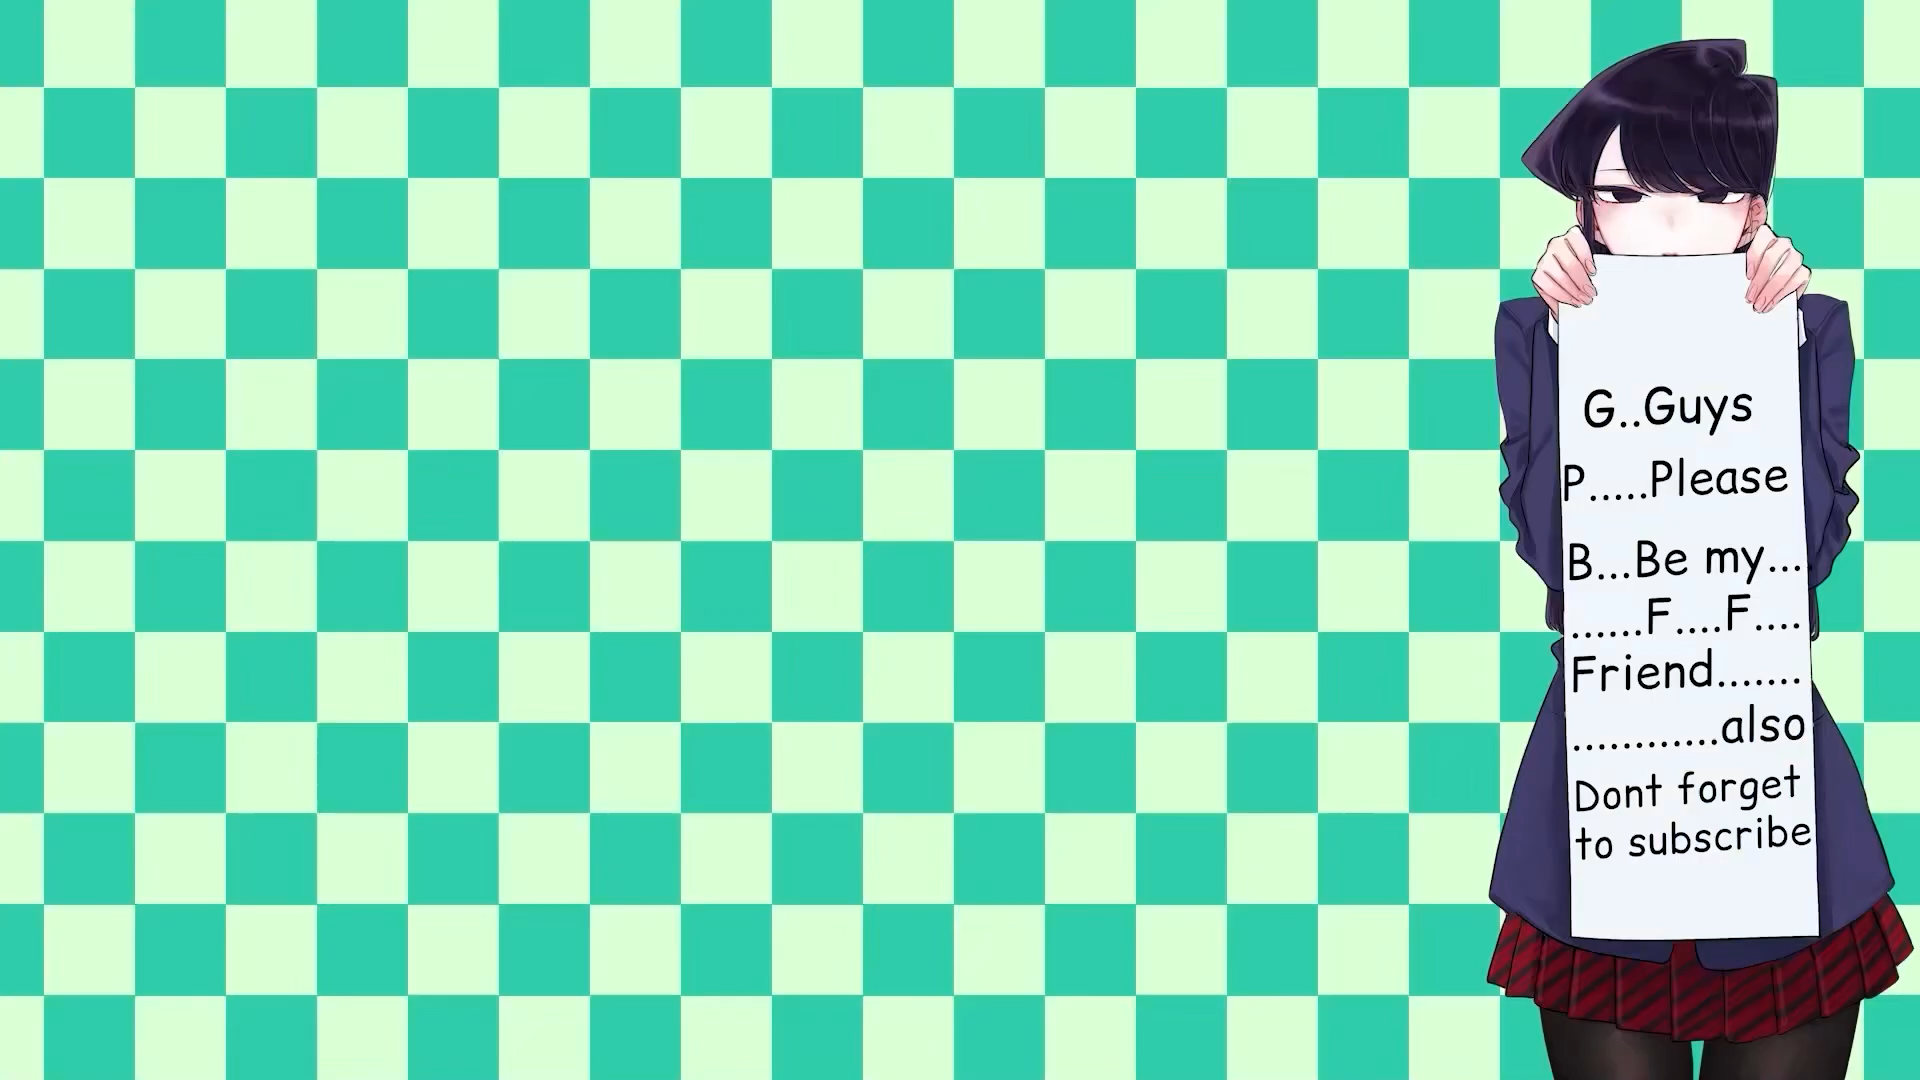 G..Guys
P.....Please
B...Be my....
......F....F....
Friend.......
............also
Dont forget
to subscribe